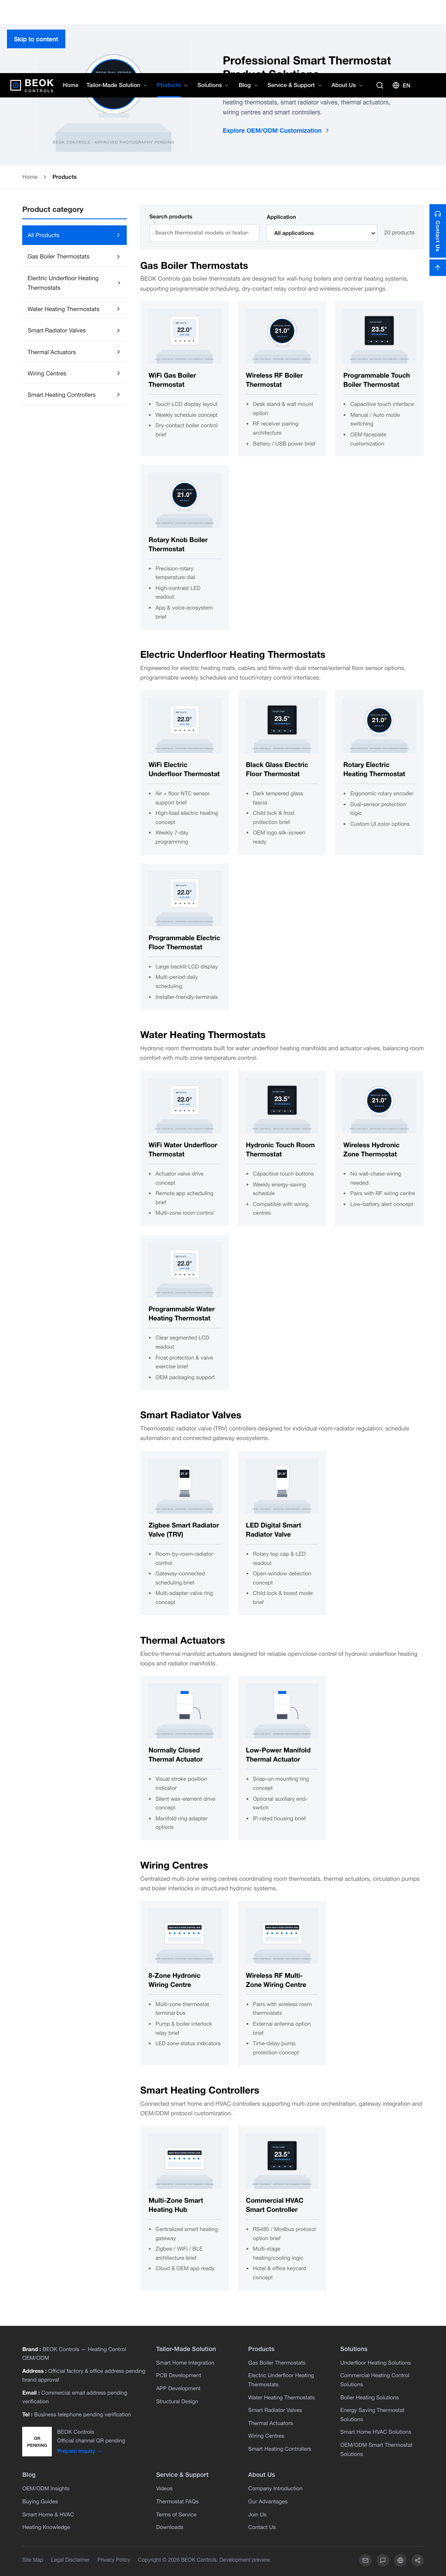 Skip to content
Professional Smart Thermostat
BEOK
CONTROLS
Home
Tailor-Made Solution
Products
Solutions
Blog
Service & Support
About Us
EN
heating thermostats, smart radiator valves, thermal actuators,
wiring centres and smart controllers.
BEOK CONTROLS · APPROVED PHOTOGRAPHY PENDING
Explore OEM/ODM Customization
Home
Products
Product category
All Products
Gas Boiler Thermostats
Electric Underfloor Heating
Thermostats
Water Heating Thermostats
Smart Radiator Valves
Thermal Actuators
Wiring Centres
Smart Heating Controllers
Search products
Search thermostat models or featur
Application
All applications
20 products
Contact Us
Gas Boiler Thermostats
BEOK Controls gas boiler thermostats are designed for wall-hung boilers and central heating systems,
supporting programmable scheduling, dry-contact relay control and wireless receiver pairings.
22.0°
WiFi Gas Boiler
Thermostat
Touch LCD display layout
Weekly schedule concept
Dry-contact boiler control
brief
21.0°
Wireless RF Boiler
Thermostat
Desk stand & wall mount
option
RF receiver pairing
architecture
Battery / USB power brief
23.5°
Programmable Touch
Boiler Thermostat
Capacitive touch interface
Manual / Auto mode
switching
OEM faceplate
customization
21.0°
Rotary Knob Boiler
Thermostat
Precision rotary
temperature dial
High-contrast LED
readout
App & voice ecosystem
brief
Electric Underfloor Heating Thermostats
Engineered for electric heating mats, cables and films with dual internal/external floor sensor options,
programmable weekly schedules and touch/rotary control interfaces.
22.0°
WiFi Electric
Underfloor Thermostat
Air + floor NTC sensor
support brief
High-load electric heating
concept
Weekly 7-day
programming
23.5°
Black Glass Electric
Floor Thermostat
Dark tempered glass
fascia
Child lock & frost
protection brief
OEM logo silk-screen
ready
21.0°
Rotary Electric
Heating Thermostat
Ergonomic rotary encoder
Dual-sensor protection
logic
Custom UI color options
22.0°
Programmable Electric
Floor Thermostat
Large backlit LCD display
Multi-period daily
scheduling
Installer-friendly terminals
Water Heating Thermostats
Hydronic room thermostats built for water underfloor heating manifolds and actuator valves, balancing room
comfort with multi-zone temperature control.
22.0°
WiFi Water Underfloor
Thermostat
Actuator valve drive
concept
Remote app scheduling
brief
Multi-zone room control
23.5°
Hydronic Touch Room
Thermostat
Capacitive touch buttons
Weekly energy-saving
schedule
Compatible with wiring
centres
21.0°
Wireless Hydronic
Zone Thermostat
No wall-chase wiring
needed
Pairs with RF wiring centre
Low-battery alert concept
22.0°
Programmable Water
Heating Thermostat
Clear segmented LCD
readout
Frost protection & valve
exercise brief
OEM packaging support
Smart Radiator Valves
Thermostatic radiator valve (TRV) controllers designed for individual room radiator regulation, schedule
automation and connected gateway ecosystems.
Zigbee Smart Radiator
Valve (TRV)
Room-by-room radiator
control
Gateway-connected
scheduling brief
Multi-adapter valve ring
concept
LED Digital Smart
Radiator Valve
Rotary top cap & LED
readout
Open-window detection
concept
Child lock & boost mode
brief
Thermal Actuators
Electro-thermal manifold actuators designed for reliable open/close control of hydronic underfloor heating
loops and radiator manifolds.
Normally Closed
Thermal Actuator
Visual stroke position
indicator
Silent wax-element drive
concept
Manifold ring adapter
options
Low-Power Manifold
Thermal Actuator
Snap-on mounting ring
concept
Optional auxiliary end-
switch
IP-rated housing brief
Wiring Centres
Centralized multi-zone wiring centres coordinating room thermostats, thermal actuators, circulation pumps
and boiler interlocks in structured hydronic systems.
8-Zone Hydronic
Wiring Centre
Multi-zone thermostat
terminal bus
Pump & boiler interlock
relay brief
LED zone status indicators
Wireless RF Multi-
Zone Wiring Centre
Pairs with wireless room
thermostats
External antenna option
brief
Time-delay pump
protection concept
Smart Heating Controllers
Connected smart home and HVAC controllers supporting multi-zone orchestration, gateway integration and
OEM/ODM protocol customization.
Multi-Zone Smart
Heating Hub
Centralized smart heating
gateway
Zigbee / WiFi / BLE
architecture brief
Cloud & OEM app ready
23.5°
Commercial HVAC
Smart Controller
RS485 / Modbus protocol
option brief
Multi-stage
heating/cooling logic
Hotel & office keycard
concept
Brand : BEOK Controls — Heating Control
OEM/ODM
Address : Official factory & office address pending
brand approval
Email : Commercial email address pending
verification
Tel : Business telephone pending verification
QR
PENDING
BEOK Controls
Official channel QR pending
Prepare inquiry →
Tailor-Made Solution
Smart Home Integration
PCB Development
APP Development
Structural Design
Products
Gas Boiler Thermostats
Electric Underfloor Heating
Thermostats
Water Heating Thermostats
Smart Radiator Valves
Thermal Actuators
Wiring Centres
Smart Heating Controllers
Solutions
Underfloor Heating Solutions
Commercial Heating Control
Solutions
Boiler Heating Solutions
Energy Saving Thermostat
Solutions
Smart Home HVAC Solutions
OEM/ODM Smart Thermostat
Solutions
Blog
OEM/ODM Insights
Buying Guides
Smart Home & HVAC
Heating Knowledge
Service & Support
Videos
Thermostat FAQs
Terms of Service
Downloads
About Us
Company Introduction
Our Advantages
Join Us
Contact Us
Site Map
Legal Disclaimer
Privacy Policy
Copyright © 2026 BEOK Controls. Development preview.